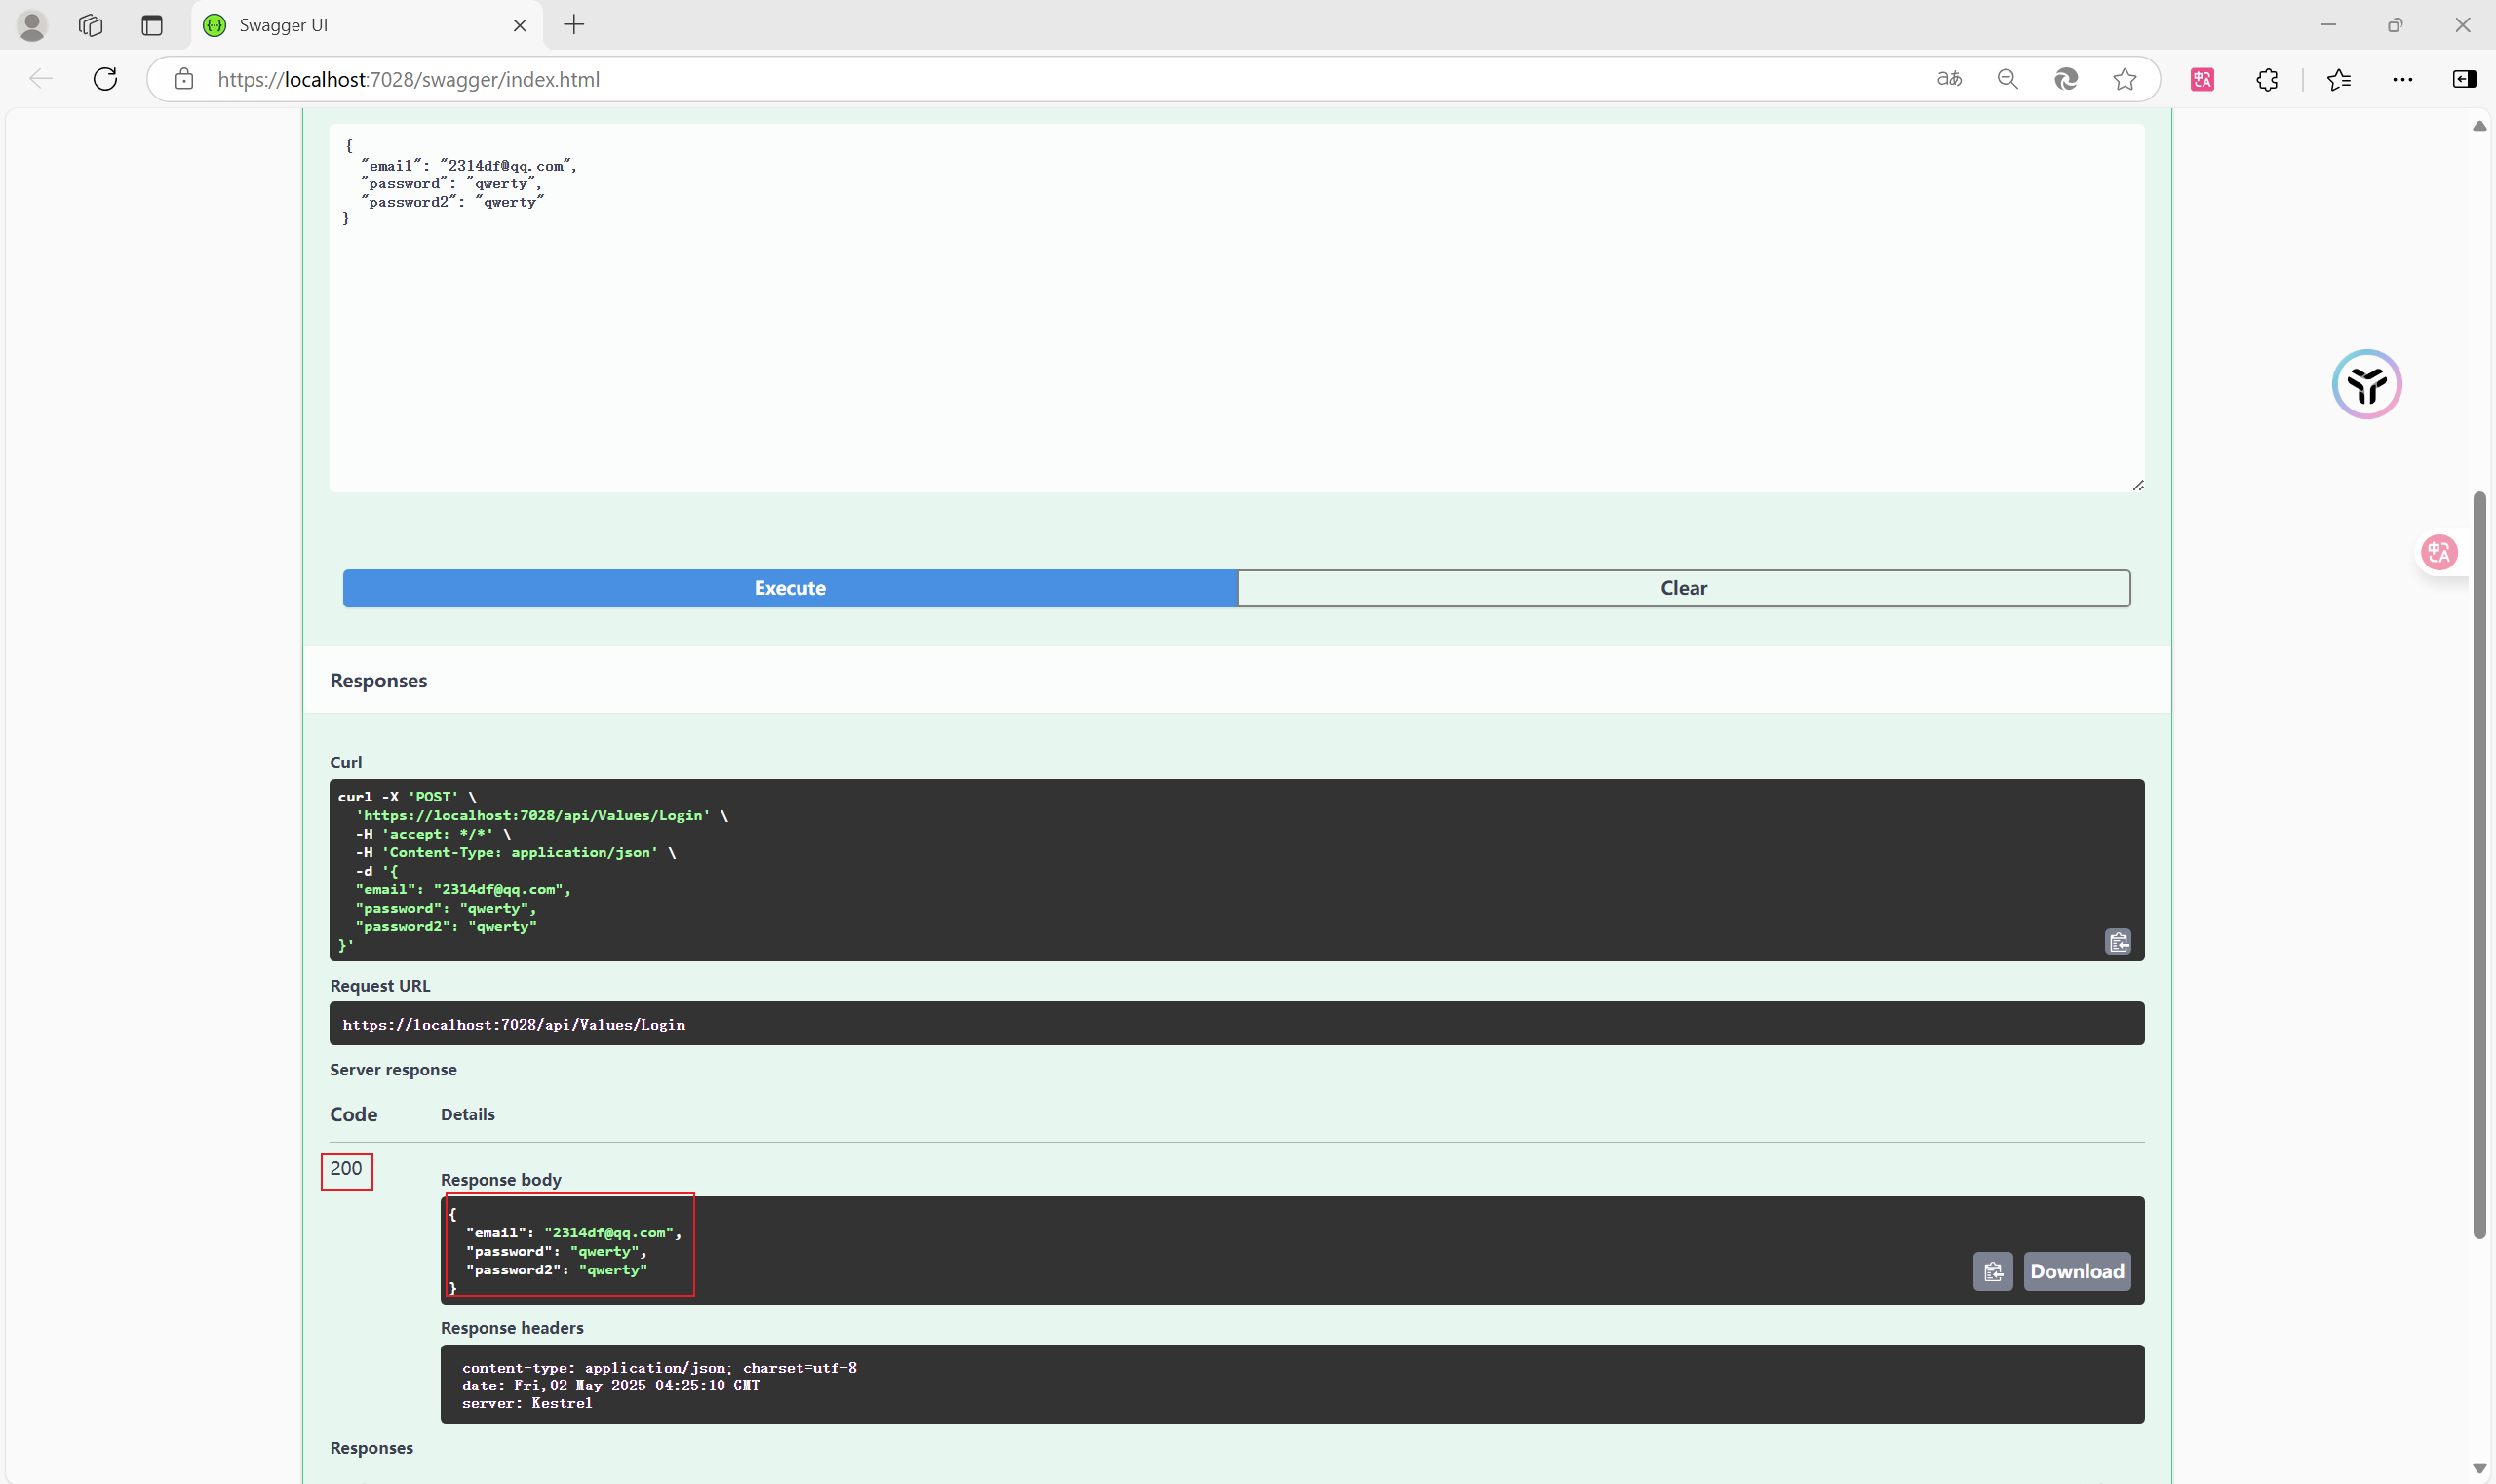 Swagger UI
https://localhost:7028/swagger/index.html
{
"email": "2314df@qq.com",
"password": "qwerty",
"password2": "qwerty"
}
Execute
Clear
Responses
Curl
curl -X 'POST' \
'https://localhost:7028/api/Values/Login' \
-H 'accept: */*' \
-H 'Content-Type: application/json' \
-d '{
"email": "2314df@qq.com",
"password": "qwerty",
"password2": "qwerty"
}'
Request URL
https://localhost:7028/api/Values/Login
Server response
Code Details
200
Response body
{
"email": "2314df@qq.com",
"password": "qwerty",
"password2": "qwerty"
}
Download
Response headers
content-type: application/json; charset=utf-8
date: Fri,02 May 2025 04:25:10 GMT
server: Kestrel
Responses